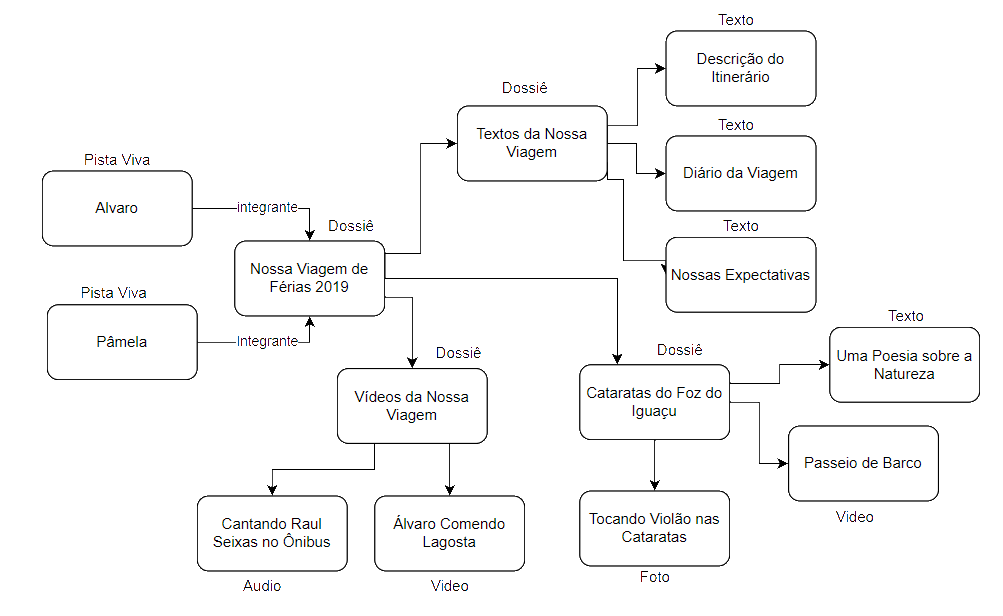 Texto
Descrição do
Itinerário
Dossiê
Textos da Nossa
Viagem
Texto
Diário da Viagem
Pista Viva
Alvaro
integrante
Dossiê
Nossa Viagem de
Férias 2019
Texto
Nossas Expectativas
Pista Viva
Pâmela
Integrante
Dossiê
Vídeos da Nossa
Viagem
Dossiê
Cataratas do Foz do
Iguaçu
Texto
Uma Poesia sobre a
Natureza
Passeio de Barco
Video
Cantando Raul
Seixas no Ônibus
Audio
Álvaro Comendo
Lagosta
Video
Tocando Violão nas
Cataratas
Foto